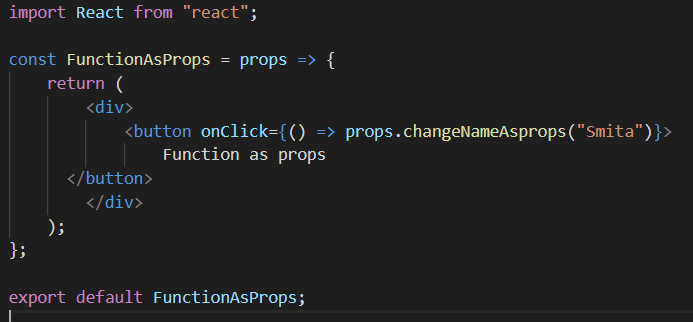 import React from "react";
const FunctionAsProps = props => {
return (
<div>
<button onClick={() => props.changeNameAsprops("Smita")}>
Function as props
</button>
</div>
);
};
export default FunctionAsProps;